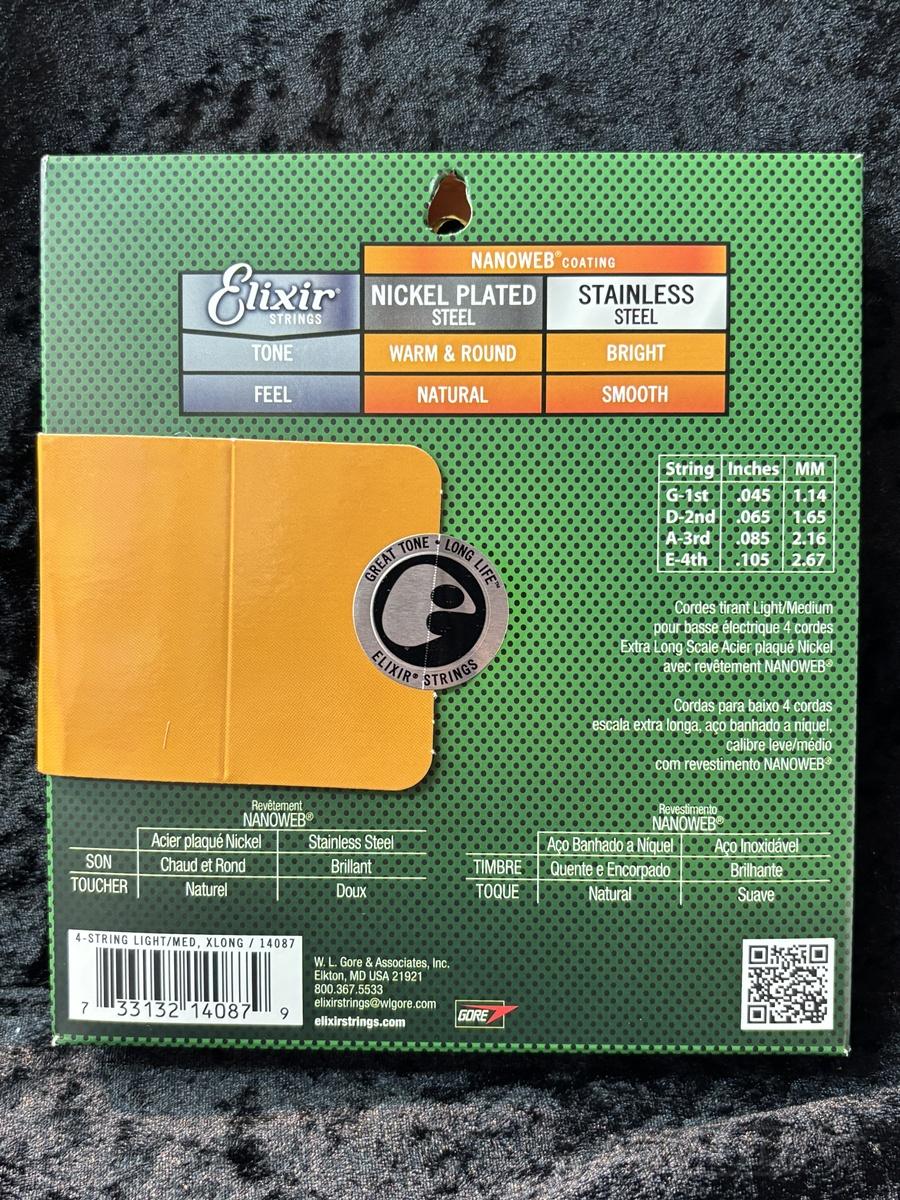 NANOWEB® COATING
Elixir® STRINGS
NICKEL PLATED STEEL
STAINLESS STEEL
TONE WARM & ROUND BRIGHT
FEEL NATURAL SMOOTH
String Inches MM
G-1st .045 1.14
D-2nd .065 1.65
A-3rd .085 2.16
E-4th .105 2.67
GREAT TONE • LONG LIFE™
ELIXIR® STRINGS
Cordes tirant Light/Medium
pour basse électrique 4 cordes
Extra Long Scale Acier plaqué Nickel
avec revêtement NANOWEB®
Cordas para baixo 4 cordas
escala extra longa, aço banhado a níquel,
calibre leve/médio
com revestimento NANOWEB®
Revêtement
NANOWEB®
Acier plaqué Nickel Stainless Steel
SON Chaud et Rond Brillant
TOUCHER Naturel Doux
Revestimento
NANOWEB®
Aço Banhado a Níquel Aço Inoxidável
TIMBRE Quente e Encorpado Brilhante
TOQUE Natural Suave
4-STRING LIGHT/MED, XLONG / 14087
7 33132 14087 9
W. L. Gore & Associates, Inc.
Elkton, MD USA 21921
800.367.5533
elixirstrings@wlgore.com
elixirstrings.com
GORE